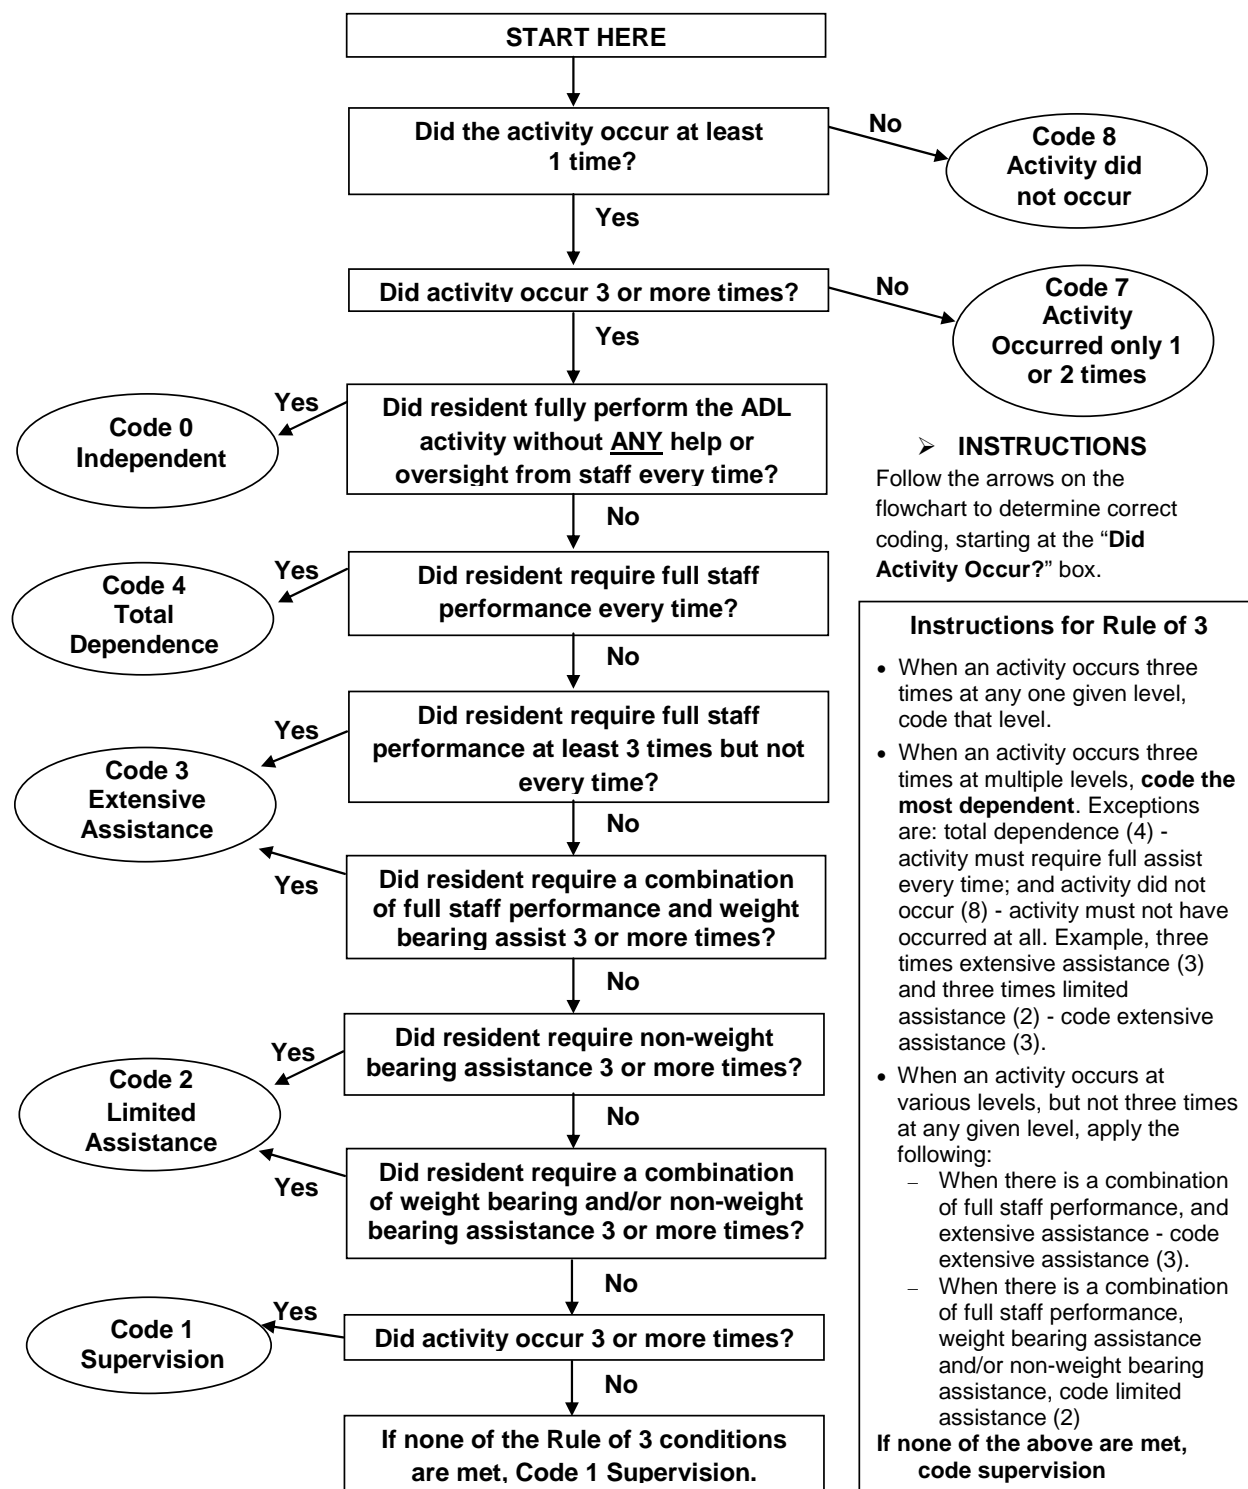 START HERE
Did the activity occur at least
1 time?
No
Code 8
Activity did
not occur
Yes
Did activity occur 3 or more times?
No
Code 7
Activity
Occurred only 1
or 2 times
Yes
Did resident fully perform the ADL
activity without ANY help or
oversight from staff every time?
Yes
Code 0
Independent
No
Did resident require full staff
performance every time?
Yes
Code 4
Total
Dependence
No
Did resident require full staff
performance at least 3 times but not
every time?
Yes
Code 3
Extensive
Assistance
No
Did resident require a combination
of full staff performance and weight
bearing assist 3 or more times?
Yes
No
Did resident require non-weight
bearing assistance 3 or more times?
Yes
Code 2
Limited
Assistance
No
Did resident require a combination
of weight bearing and/or non-weight
bearing assistance 3 or more times?
Yes
No
Did activity occur 3 or more times?
Yes
Code 1
Supervision
No
If none of the Rule of 3 conditions
are met, Code 1 Supervision.
➢ INSTRUCTIONS
Follow the arrows on the
flowchart to determine correct
coding, starting at the “Did
Activity Occur?” box.
Instructions for Rule of 3
• When an activity occurs three
times at any one given level,
code that level.
• When an activity occurs three
times at multiple levels, code the
most dependent. Exceptions
are: total dependence (4) -
activity must require full assist
every time; and activity did not
occur (8) - activity must not have
occurred at all. Example, three
times extensive assistance (3)
and three times limited
assistance (2) - code extensive
assistance (3).
• When an activity occurs at
various levels, but not three times
at any given level, apply the
following:
– When there is a combination
of full staff performance, and
extensive assistance - code
extensive assistance (3).
– When there is a combination
of full staff performance,
weight bearing assistance
and/or non-weight bearing
assistance, code limited
assistance (2)
If none of the above are met,
code supervision